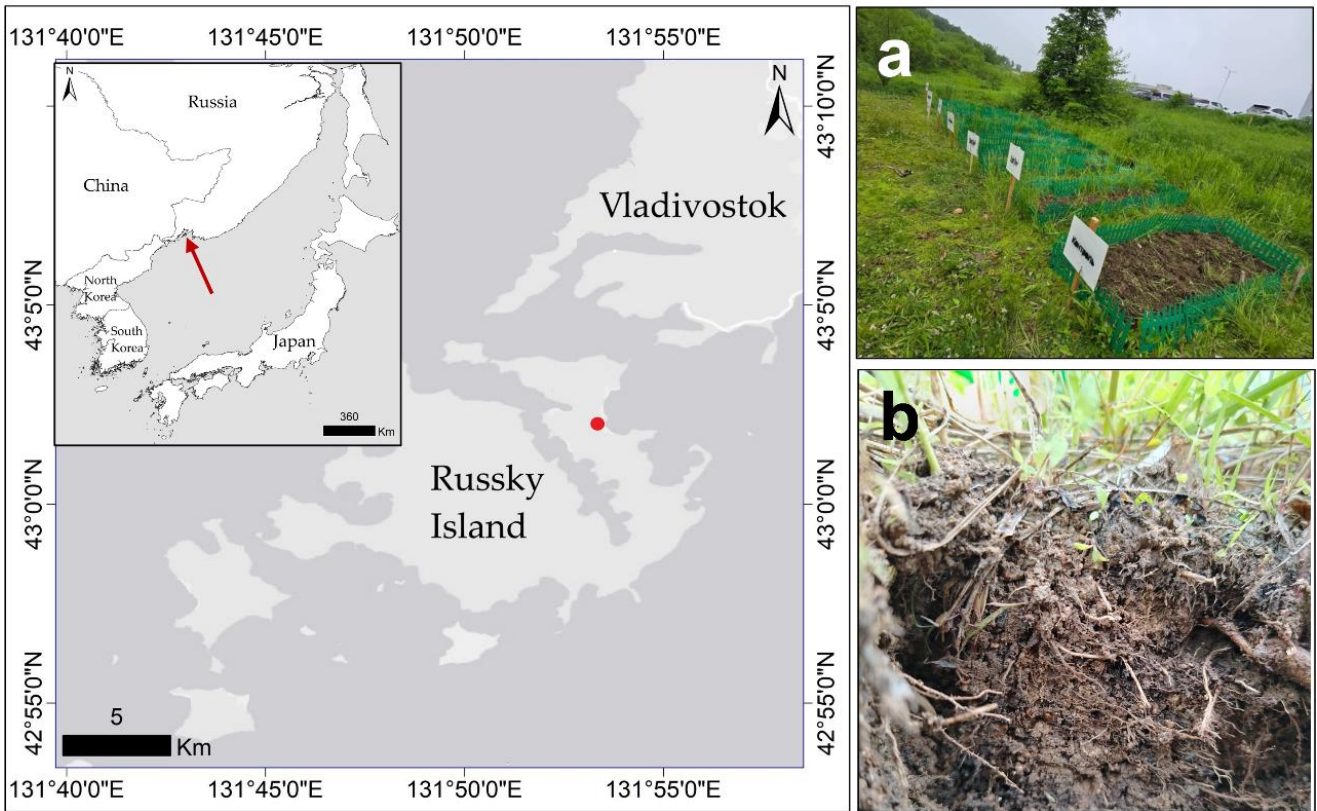 131°40'0"E 131°45'0"E 131°50'0"E 131°55'0"E
N
Russia
China
North
Korea
South
Korea
Japan
360
Km
N
43°10'0"N
43°5'0"N
43°5'0"N
Vladivostok
Russky
Island
43°0'0"N
43°0'0"N
42°55'0"N
42°55'0"N
5
Km
131°40'0"E 131°45'0"E 131°50'0"E 131°55'0"E
a
Контроль
b